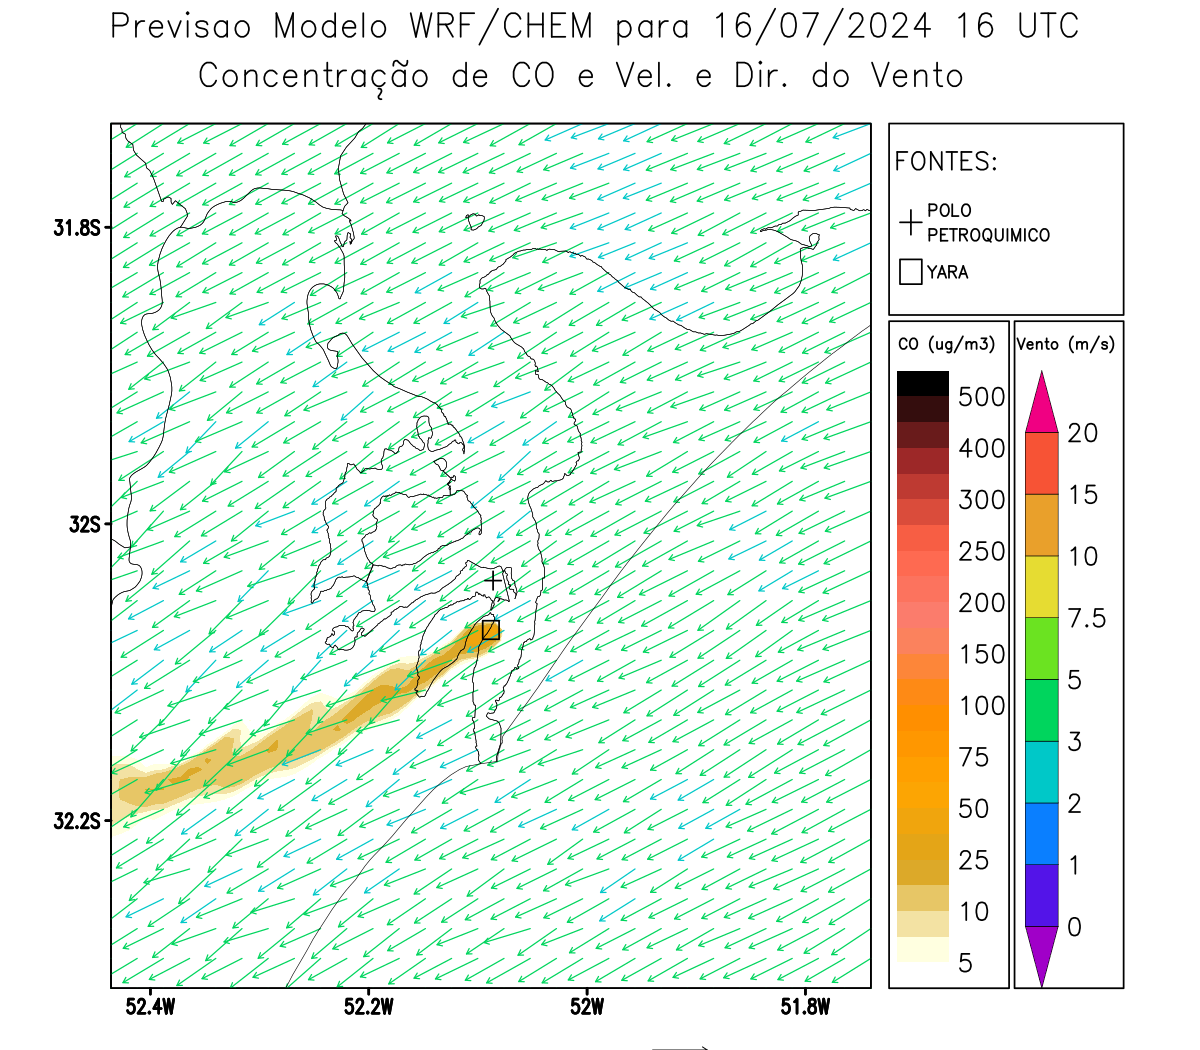 Previsao Modelo WRF/CHEM para 16/07/2024 16 UTC
Concentração de CO e Vel. e Dir. do Vento
31.8S
32S
32.2S
52.4W
52.2W
52W
51.8W
FONTES:
POLO
PETROQUIMICO
YARA
CO (ug/m3)
500
400
300
250
200
150
100
75
50
25
10
5
Vento (m/s)
20
15
10
7.5
5
3
2
1
0